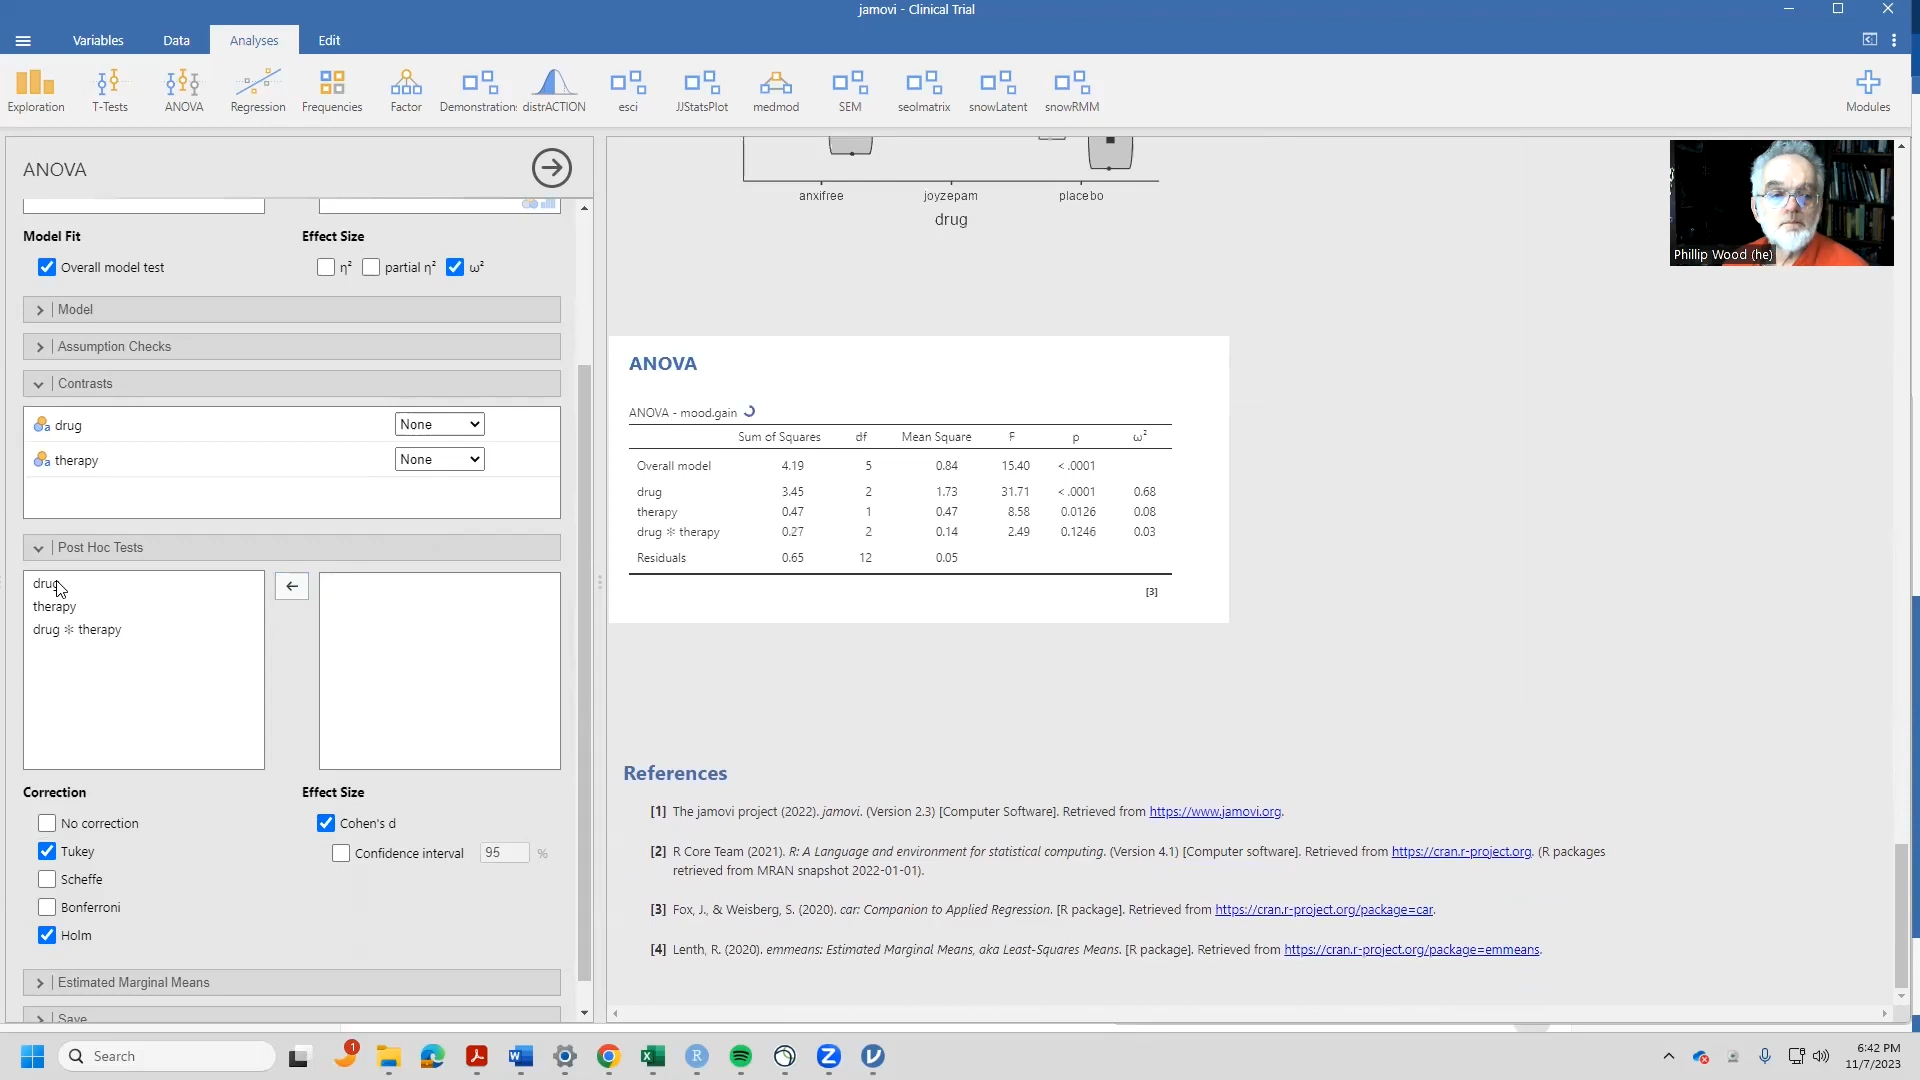 jamovi - Clinical Trial
Variables Data Analyses Edit
Exploration T-Tests ANOVA Regression Frequencies Factor Demonstrations distrACTION esci JJStatsPlot medmod SEM seolmatrix snowLatent snowRMM Modules
ANOVA
Model Fit Effect Size
Overall model test η² partial η² ω²
Model
Assumption Checks
Contrasts
drug None
therapy None
Post Hoc Tests
drug
therapy
drug ✻ therapy
Correction Effect Size
No correction Cohen's d
Tukey Confidence interval 95 %
Scheffe
Bonferroni
Holm
Estimated Marginal Means
Save
anxifree joyzepam placebo
drug
Phillip Wood (he)
ANOVA
ANOVA - mood.gain
Sum of Squares df Mean Square F p ω²
Overall model 4.19 5 0.84 15.40 < .0001
drug 3.45 2 1.73 31.71 < .0001 0.68
therapy 0.47 1 0.47 8.58 0.0126 0.08
drug ✻ therapy 0.27 2 0.14 2.49 0.1246 0.03
Residuals 0.65 12 0.05
[3]
References
[1] The jamovi project (2022). jamovi. (Version 2.3) [Computer Software]. Retrieved from https://www.jamovi.org.
[2] R Core Team (2021). R: A Language and environment for statistical computing. (Version 4.1) [Computer software]. Retrieved from https://cran.r-project.org. (R packages
retrieved from MRAN snapshot 2022-01-01).
[3] Fox, J., & Weisberg, S. (2020). car: Companion to Applied Regression. [R package]. Retrieved from https://cran.r-project.org/package=car.
[4] Lenth, R. (2020). emmeans: Estimated Marginal Means, aka Least-Squares Means. [R package]. Retrieved from https://cran.r-project.org/package=emmeans.
Search
1
6:42 PM
11/7/2023